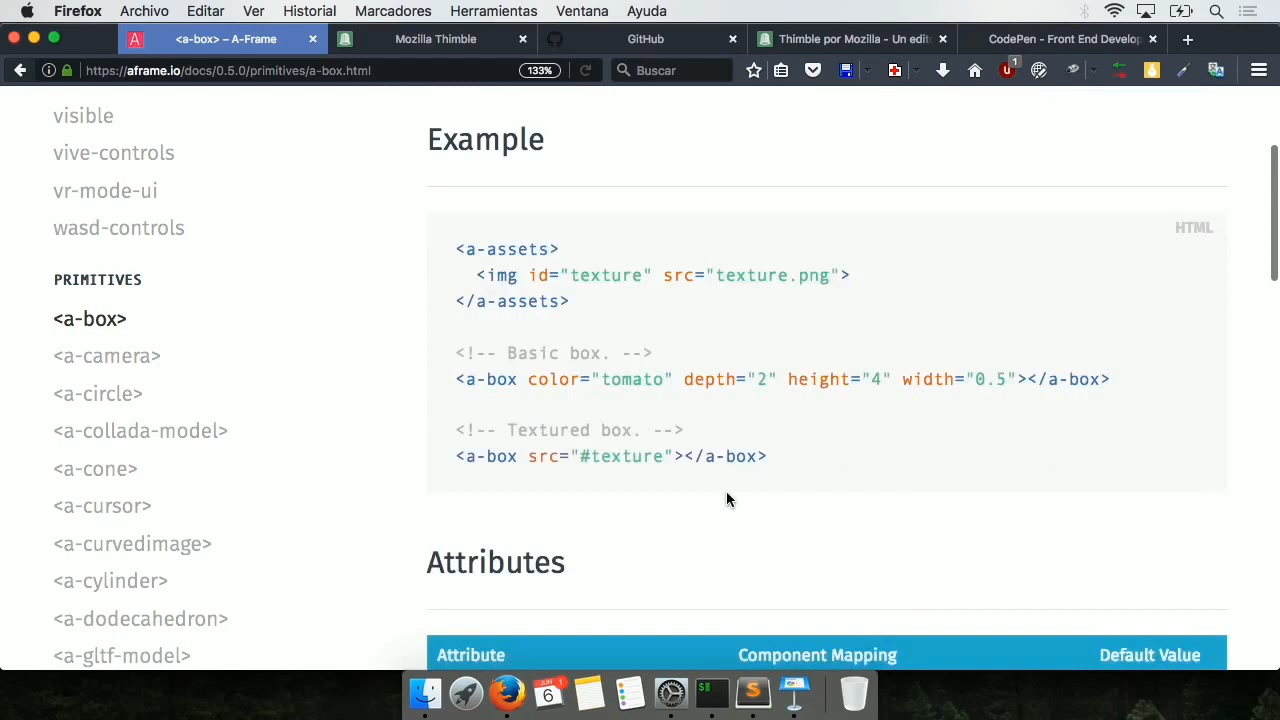 Firefox Archivo Editar Ver Historial Marcadores Herramientas Ventana Ayuda
<a-box> – A-Frame
Mozilla Thimble
GitHub
Thimble por Mozilla - Un edit
CodePen - Front End Develop
https://aframe.io/docs/0.5.0/primitives/a-box.html
133%
Buscar
1
visible
vive-controls
vr-mode-ui
wasd-controls
PRIMITIVES
<a-box>
<a-camera>
<a-circle>
<a-collada-model>
<a-cone>
<a-cursor>
<a-curvedimage>
<a-cylinder>
<a-dodecahedron>
<a-gltf-model>
Example
HTML
<a-assets>
<img id="texture" src="texture.png">
</a-assets>
<!-- Basic box. -->
<a-box color="tomato" depth="2" height="4" width="0.5"></a-box>
<!-- Textured box. -->
<a-box src="#texture"></a-box>
Attributes
Attribute Component Mapping Default Value
JUN 1
6